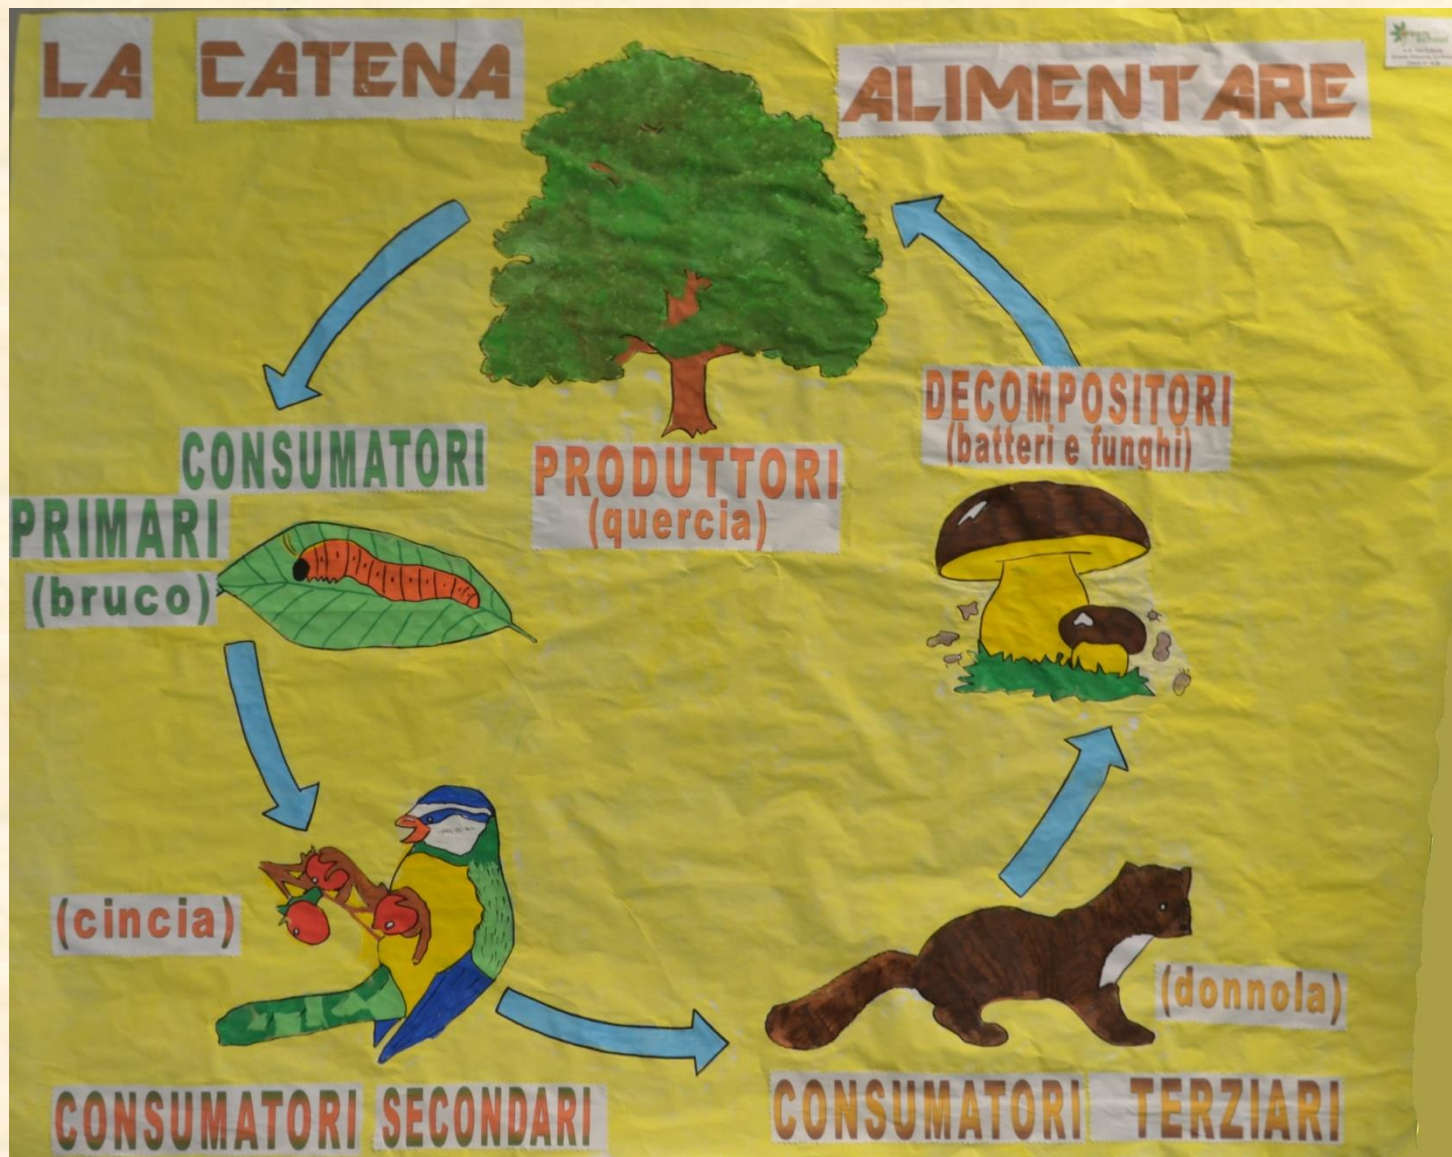 LA CATENA ALIMENTARE
PRODUTTORI
(quercia)
CONSUMATORI
PRIMARI
(bruco)
(cincia)
CONSUMATORI SECONDARI
(donnola)
CONSUMATORI TERZIARI
DECOMPOSITORI
(batteri e funghi)